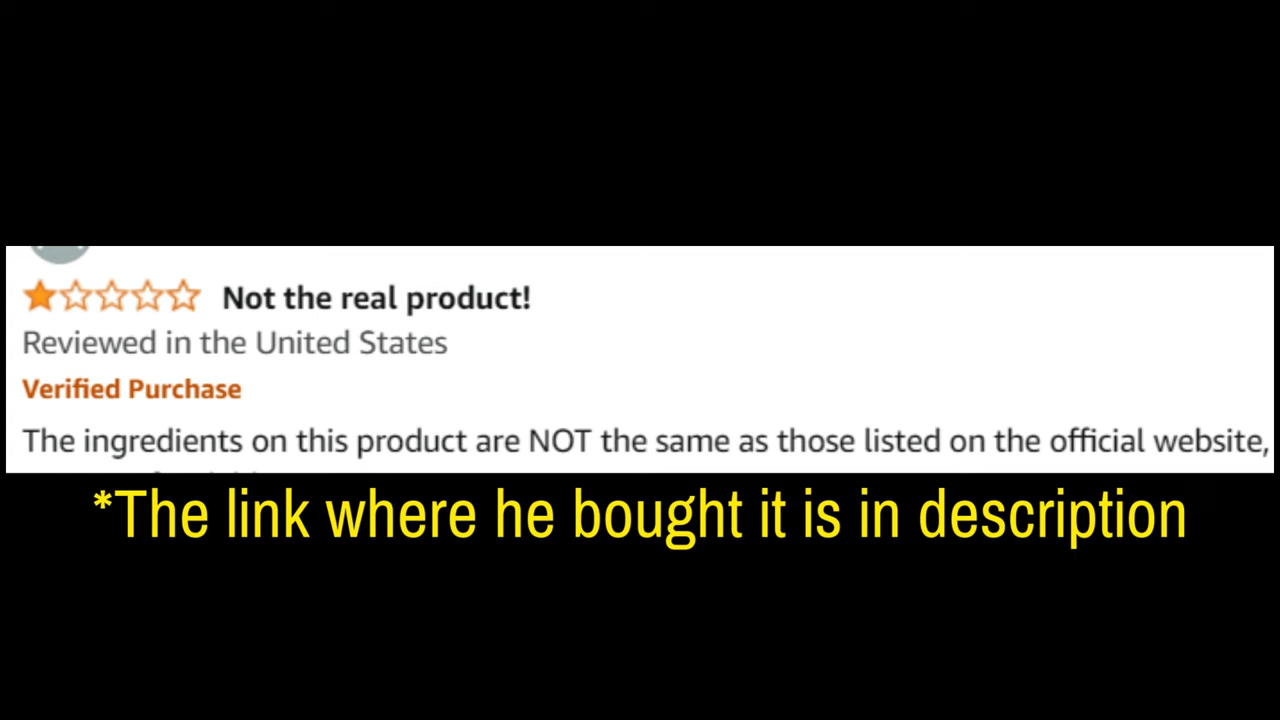 Not the real product!
Reviewed in the United States
Verified Purchase
The ingredients on this product are NOT the same as those listed on the official website,
*The link where he bought it is in description